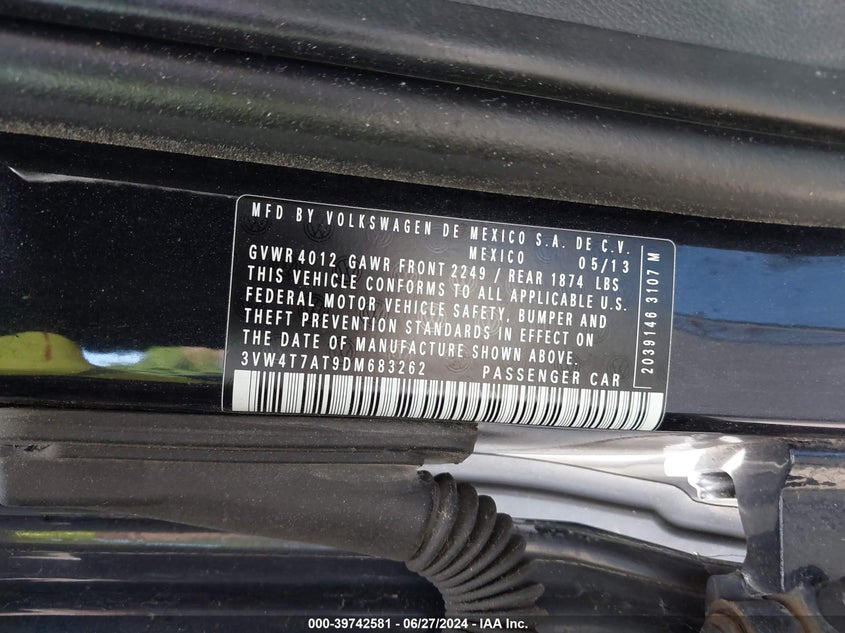 MFD BY VOLKSWAGEN DE MEXICO S.A. DE C.V.
MEXICO 05/13
GVWR 4012 GAWR FRONT 2249 / REAR 1874 LBS
THIS VEHICLE CONFORMS TO ALL APPLICABLE U.S.
FEDERAL MOTOR VEHICLE SAFETY, BUMPER AND
THEFT PREVENTION STANDARDS IN EFFECT ON
THE DATE OF MANUFACTURE SHOWN ABOVE.
3VW4T7AT9DM683262 PASSENGER CAR
2039146 3107 M
000-39742581 - 06/27/2024 - IAA Inc.